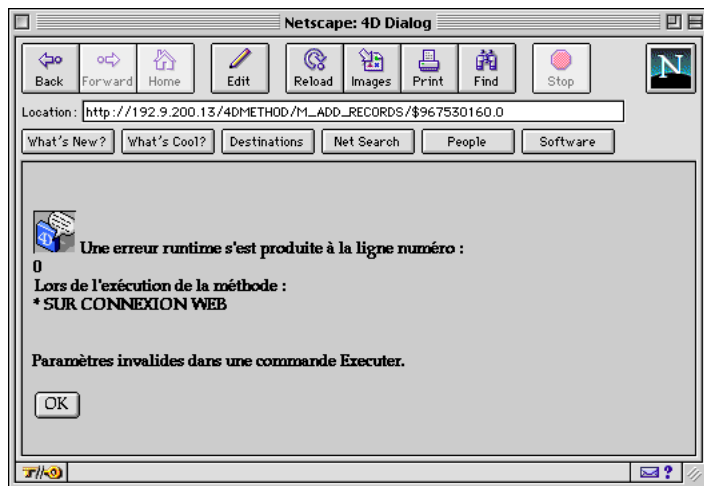 Netscape: 4D Dialog
Back Forward Home Edit Reload Images Print Find Stop
N
Location: http://192.9.200.13/4DMETHOD/M_ADD_RECORDS/$967530160.0
What's New? What's Cool? Destinations Net Search People Software
4D
Une erreur runtime s'est produite à la ligne numéro :
0
Lors de l'exécution de la méthode :
* SUR CONNEXION WEB
Paramètres invalides dans une commande Executer.
OK
?